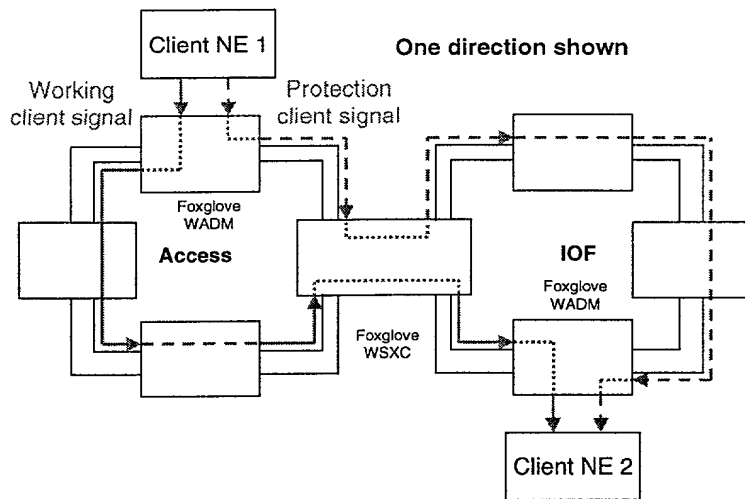 Client NE 1
One direction shown
Working
client signal
Protection
client signal
Foxglove
WADM
Access
IOF
Foxglove
WADM
Foxglove
WSXC
Client NE 2